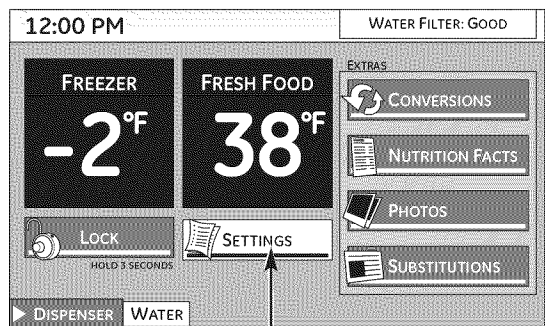 12:00 PM
WATER FILTER: GOOD
FREEZER
-2°F
FRESH FOOD
38°F
LOCK
HOLD 3 SECONDS
SETTINGS
EXTRAS
CONVERSIONS
NUTRITION FACTS
PHOTOS
SUBSTITUTIONS
DISPENSER
WATER